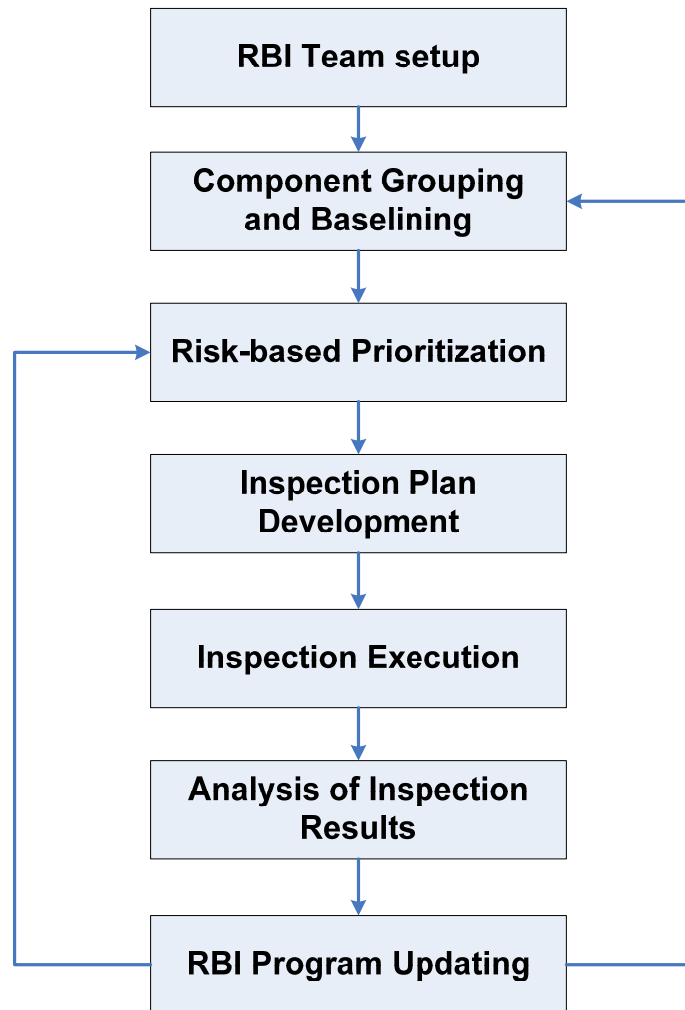 RBI Team setup
Component Grouping
and Baselining
Risk-based Prioritization
Inspection Plan
Development
Inspection Execution
Analysis of Inspection
Results
RBI Program Updating